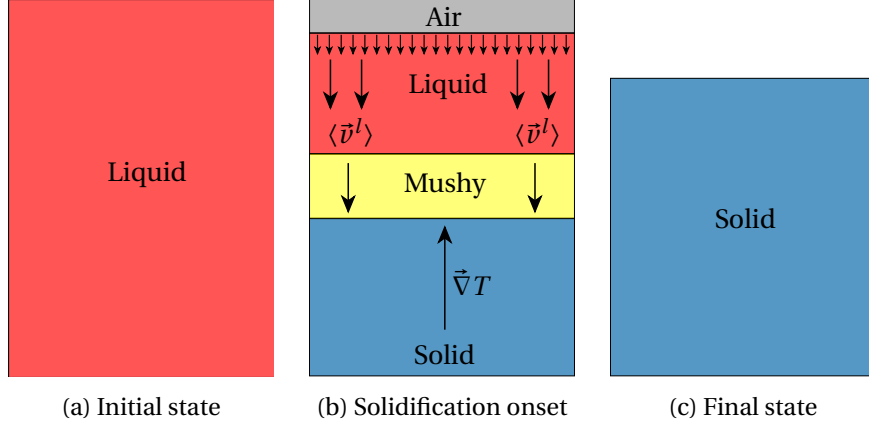 Liquid
(a) Initial state
Air
Liquid
⟨v⃗ˡ⟩ ⟨v⃗ˡ⟩
Mushy
∇⃗T
Solid
(b) Solidification onset
Solid
(c) Final state